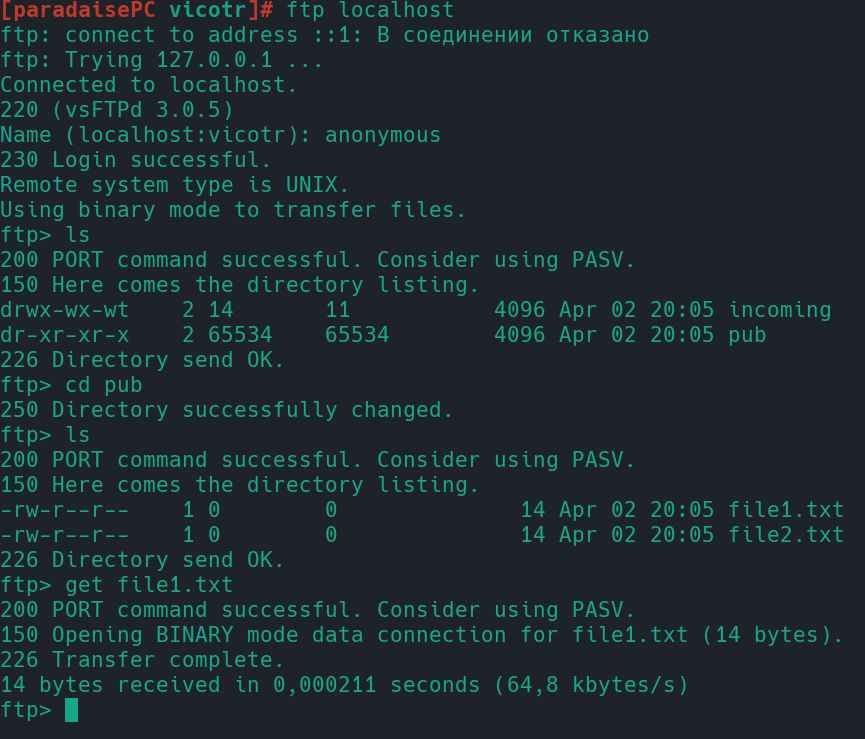 [paradaisePC vicotr]# ftp localhost
ftp: connect to address ::1: В соединении отказано
ftp: Trying 127.0.0.1 ...
Connected to localhost.
220 (vsFTPd 3.0.5)
Name (localhost:vicotr): anonymous
230 Login successful.
Remote system type is UNIX.
Using binary mode to transfer files.
ftp> ls
200 PORT command successful. Consider using PASV.
150 Here comes the directory listing.
drwx-wx-wt    2 14       11           4096 Apr 02 20:05 incoming
dr-xr-xr-x    2 65534    65534        4096 Apr 02 20:05 pub
226 Directory send OK.
ftp> cd pub
250 Directory successfully changed.
ftp> ls
200 PORT command successful. Consider using PASV.
150 Here comes the directory listing.
-rw-r--r--    1 0        0              14 Apr 02 20:05 file1.txt
-rw-r--r--    1 0        0              14 Apr 02 20:05 file2.txt
226 Directory send OK.
ftp> get file1.txt
200 PORT command successful. Consider using PASV.
150 Opening BINARY mode data connection for file1.txt (14 bytes).
226 Transfer complete.
14 bytes received in 0,000211 seconds (64,8 kbytes/s)
ftp>